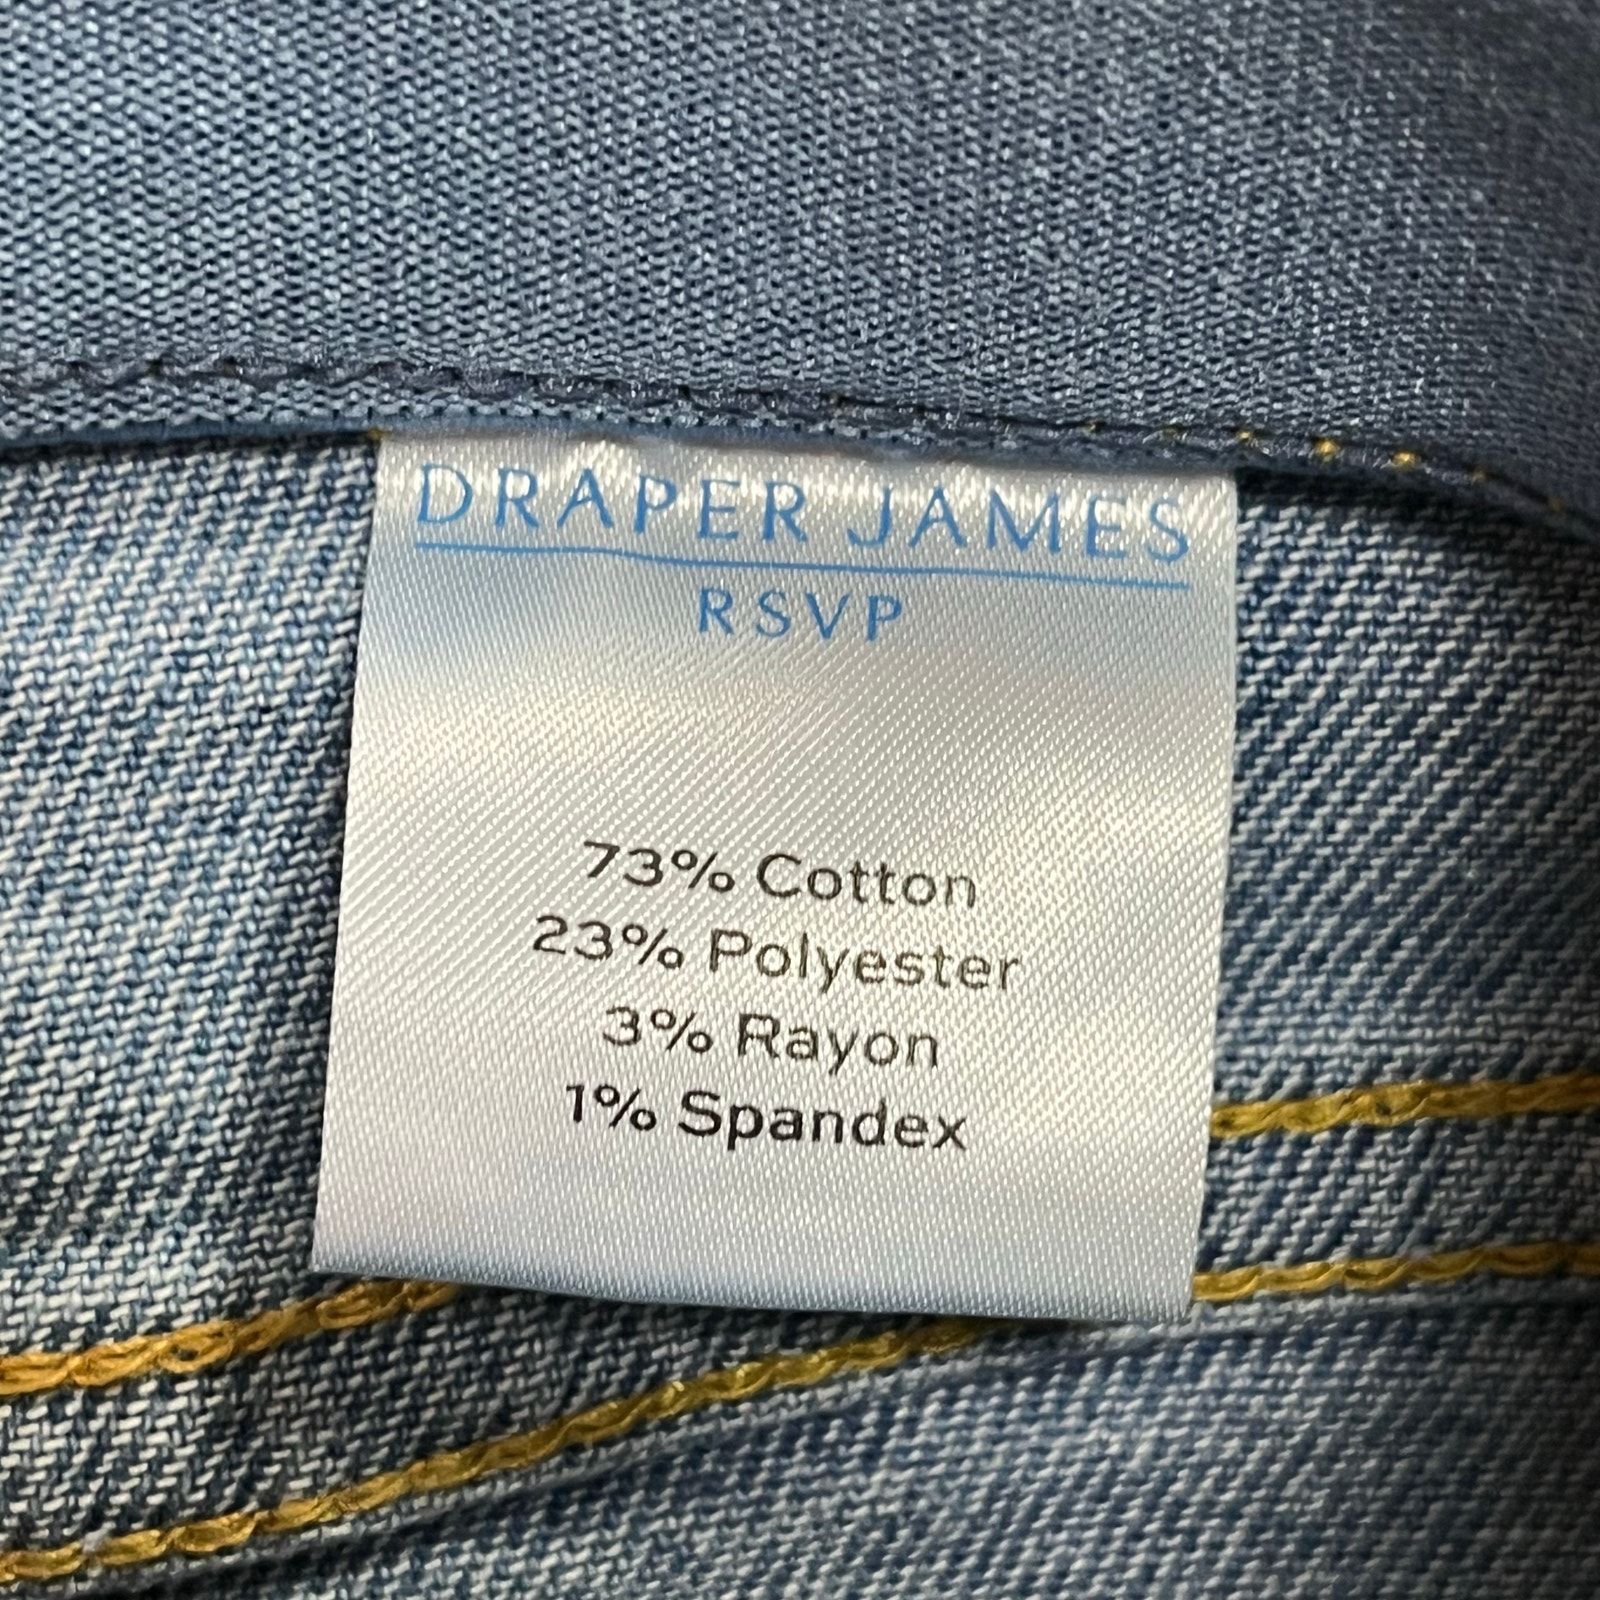 DRAPER JAMES
RSVP
73% Cotton
23% Polyester
3% Rayon
1% Spandex